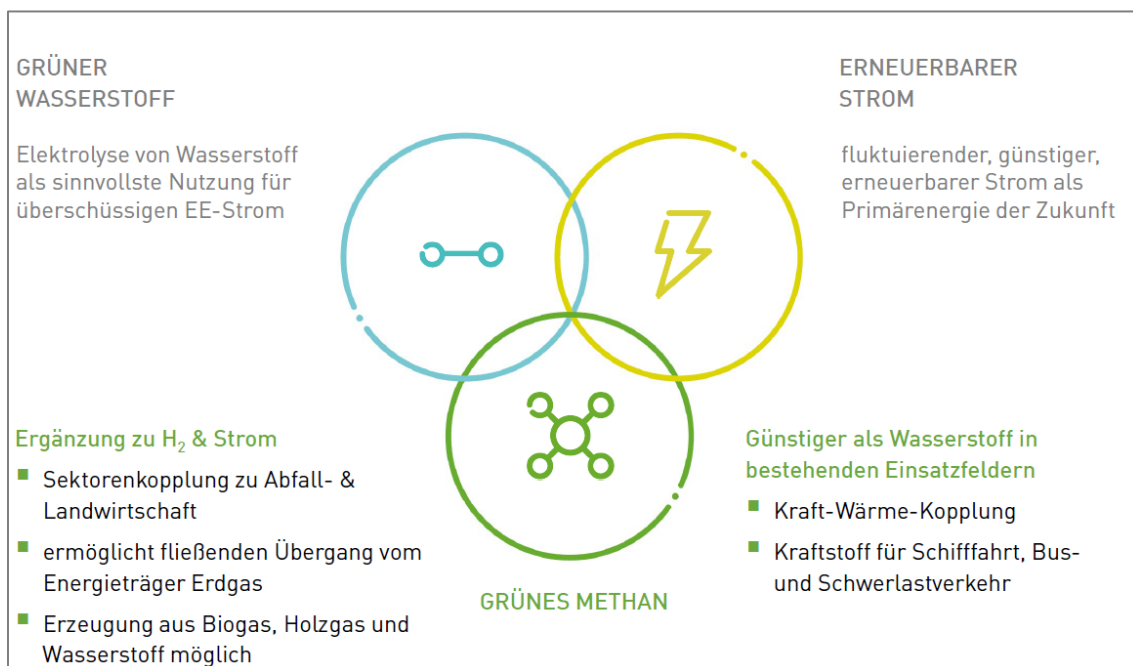 GRÜNER
WASSERSTOFF
Elektrolyse von Wasserstoff
als sinnvollste Nutzung für
überschüssigen EE-Strom
ERNEUERBARER
STROM
fluktuierender, günstiger,
erneuerbarer Strom als
Primärenergie der Zukunft
Ergänzung zu H₂ & Strom
Sektorenkopplung zu Abfall- &
Landwirtschaft
ermöglicht fließenden Übergang vom
Energieträger Erdgas
Erzeugung aus Biogas, Holzgas und
Wasserstoff möglich
GRÜNES METHAN
Günstiger als Wasserstoff in
bestehenden Einsatzfeldern
Kraft-Wärme-Kopplung
Kraftstoff für Schifffahrt, Bus-
und Schwerlastverkehr